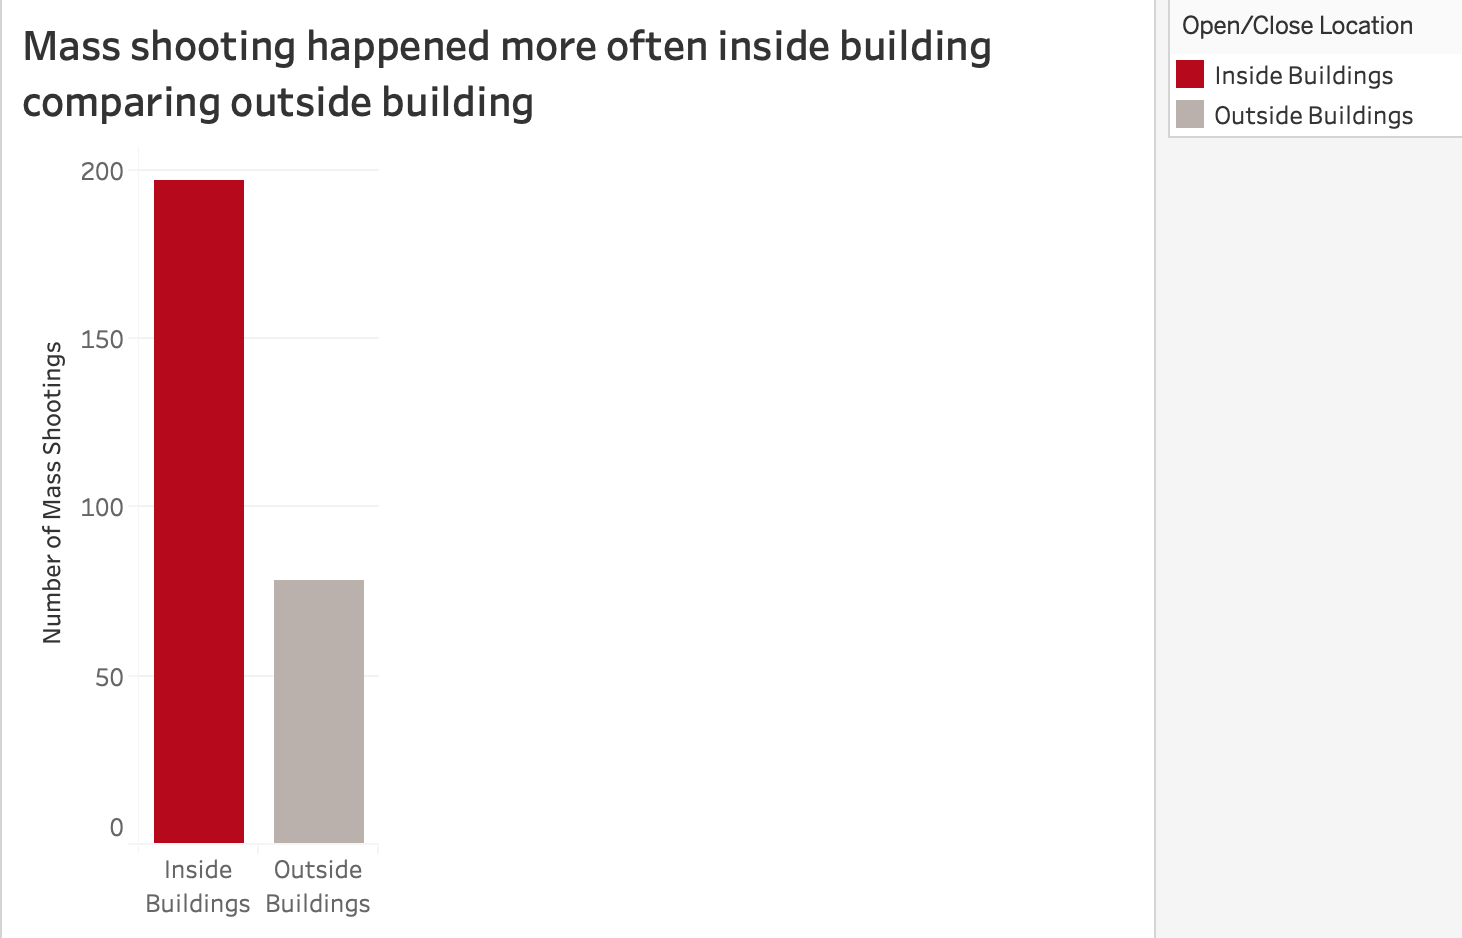 Mass shooting happened more often inside building
comparing outside building
Open/Close Location
Inside Buildings
Outside Buildings
Number of Mass Shootings
200
150
100
50
0
Inside
Buildings
Outside
Buildings